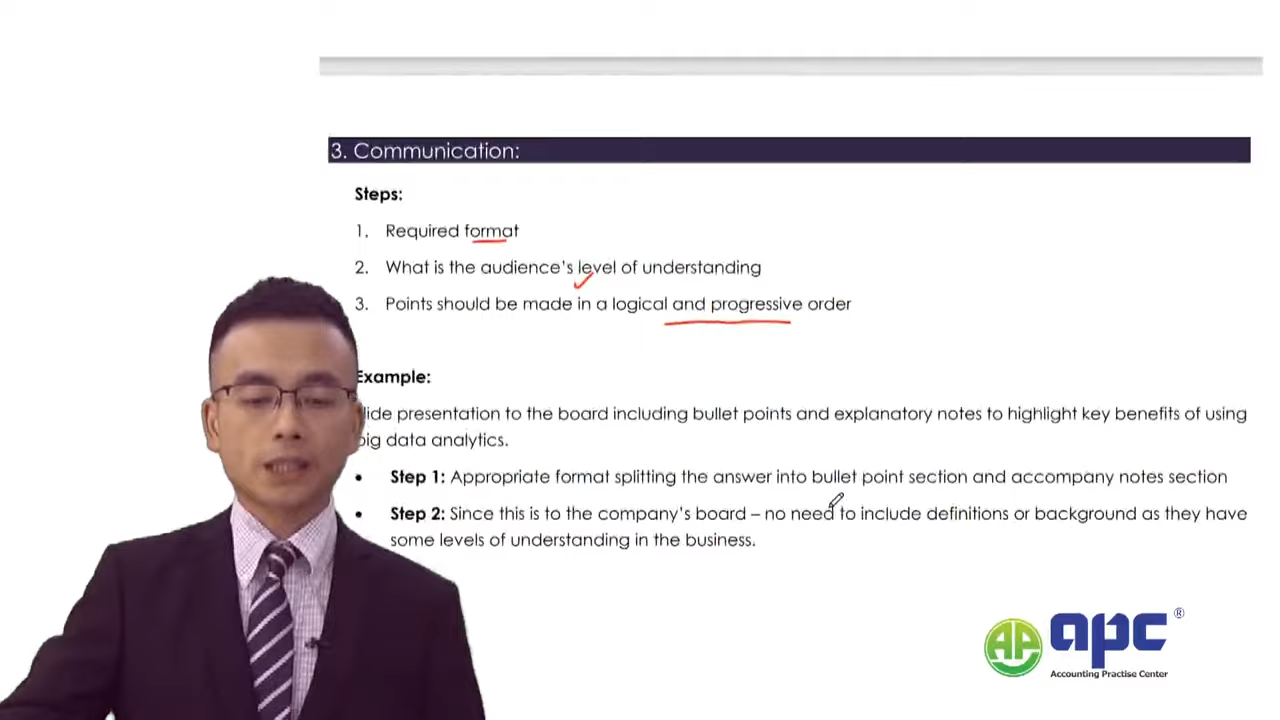 3. Communication:
Steps:
1. Required format
2. What is the audience's level of understanding
3. Points should be made in a logical and progressive order
Example:
lide presentation to the board including bullet points and explanatory notes to highlight key benefits of using
big data analytics.
• Step 1: Appropriate format splitting the answer into bullet point section and accompany notes section
• Step 2: Since this is to the company's board – no need to include definitions or background as they have
some levels of understanding in the business.
AP apc ®
Accounting Practise Center